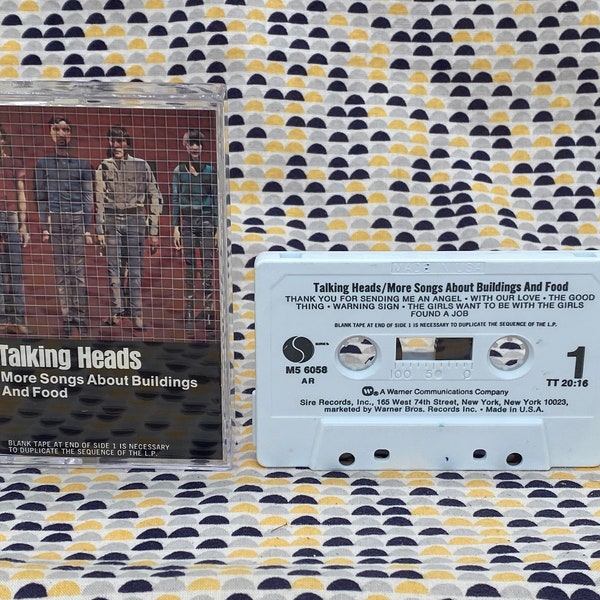 Talking Heads
More Songs About Buildings
And Food
BLANK TAPE AT END OF SIDE 1 IS NECESSARY
TO DUPLICATE THE SEQUENCE OF THE L.P.
MADE IN U.S.A.
Talking Heads/More Songs About Buildings And Food
THANK YOU FOR SENDING ME AN ANGEL • WITH OUR LOVE • THE GOOD
THING • WARNING SIGN • THE GIRLS WANT TO BE WITH THE GIRLS
FOUND A JOB
BLANK TAPE AT END OF SIDE 1 IS NECESSARY TO DUPLICATE THE SEQUENCE OF THE L.P.
M5 6058
AR
100 50 0
1
TT 20:16
A Warner Communications Company
Sire Records, Inc., 165 West 74th Street, New York, New York 10023,
marketed by Warner Bros. Records Inc. • Made in U.S.A.